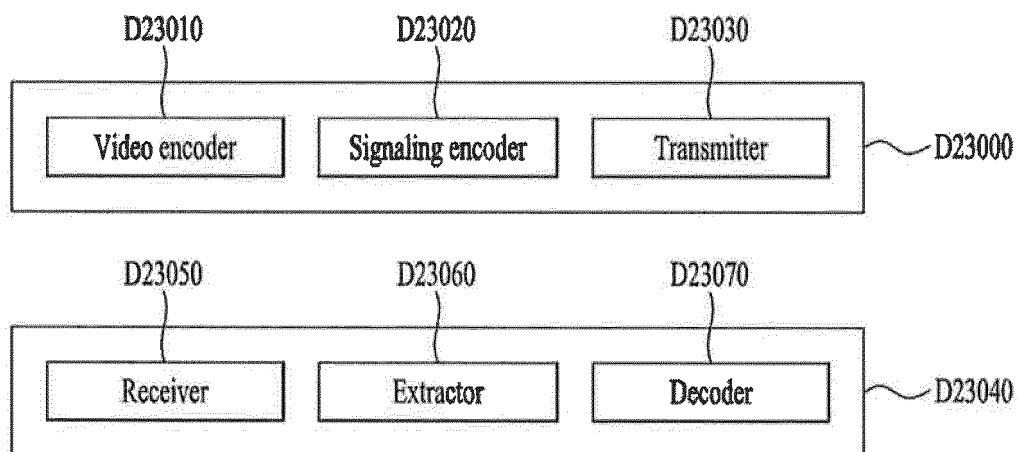 D23010 D23020 D23030
Video encoder Signaling encoder Transmitter D23000
D23050 D23060 D23070
Receiver Extractor Decoder D23040